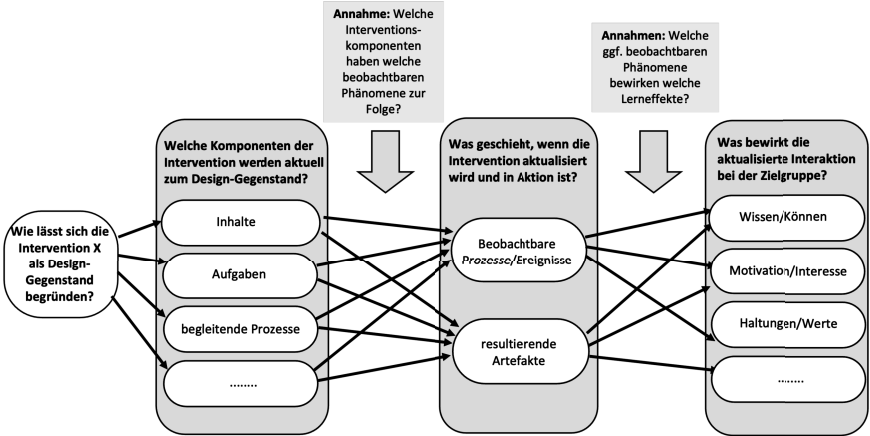 Wie lässt sich die
Intervention X
als Design-
Gegenstand
begründen?
Welche Komponenten der
Intervention werden aktuell
zum Design-Gegenstand?
Inhalte
Aufgaben
begleitende Prozesse
........
Annahme: Welche
Interventions-
komponenten
haben welche
beobachtbaren
Phänomene zur
Folge?
Was geschieht, wenn die
Intervention aktualisiert
wird und in Aktion ist?
Beobachtbare
Prozesse/Ereignisse
resultierende
Artefakte
Annahmen: Welche
ggf. beobachtbaren
Phänomene
bewirken welche
Lerneffekte?
Was bewirkt die
aktualisierte Interaktion
bei der Zielgruppe?
Wissen/Können
Motivation/Interesse
Haltungen/Werte
........